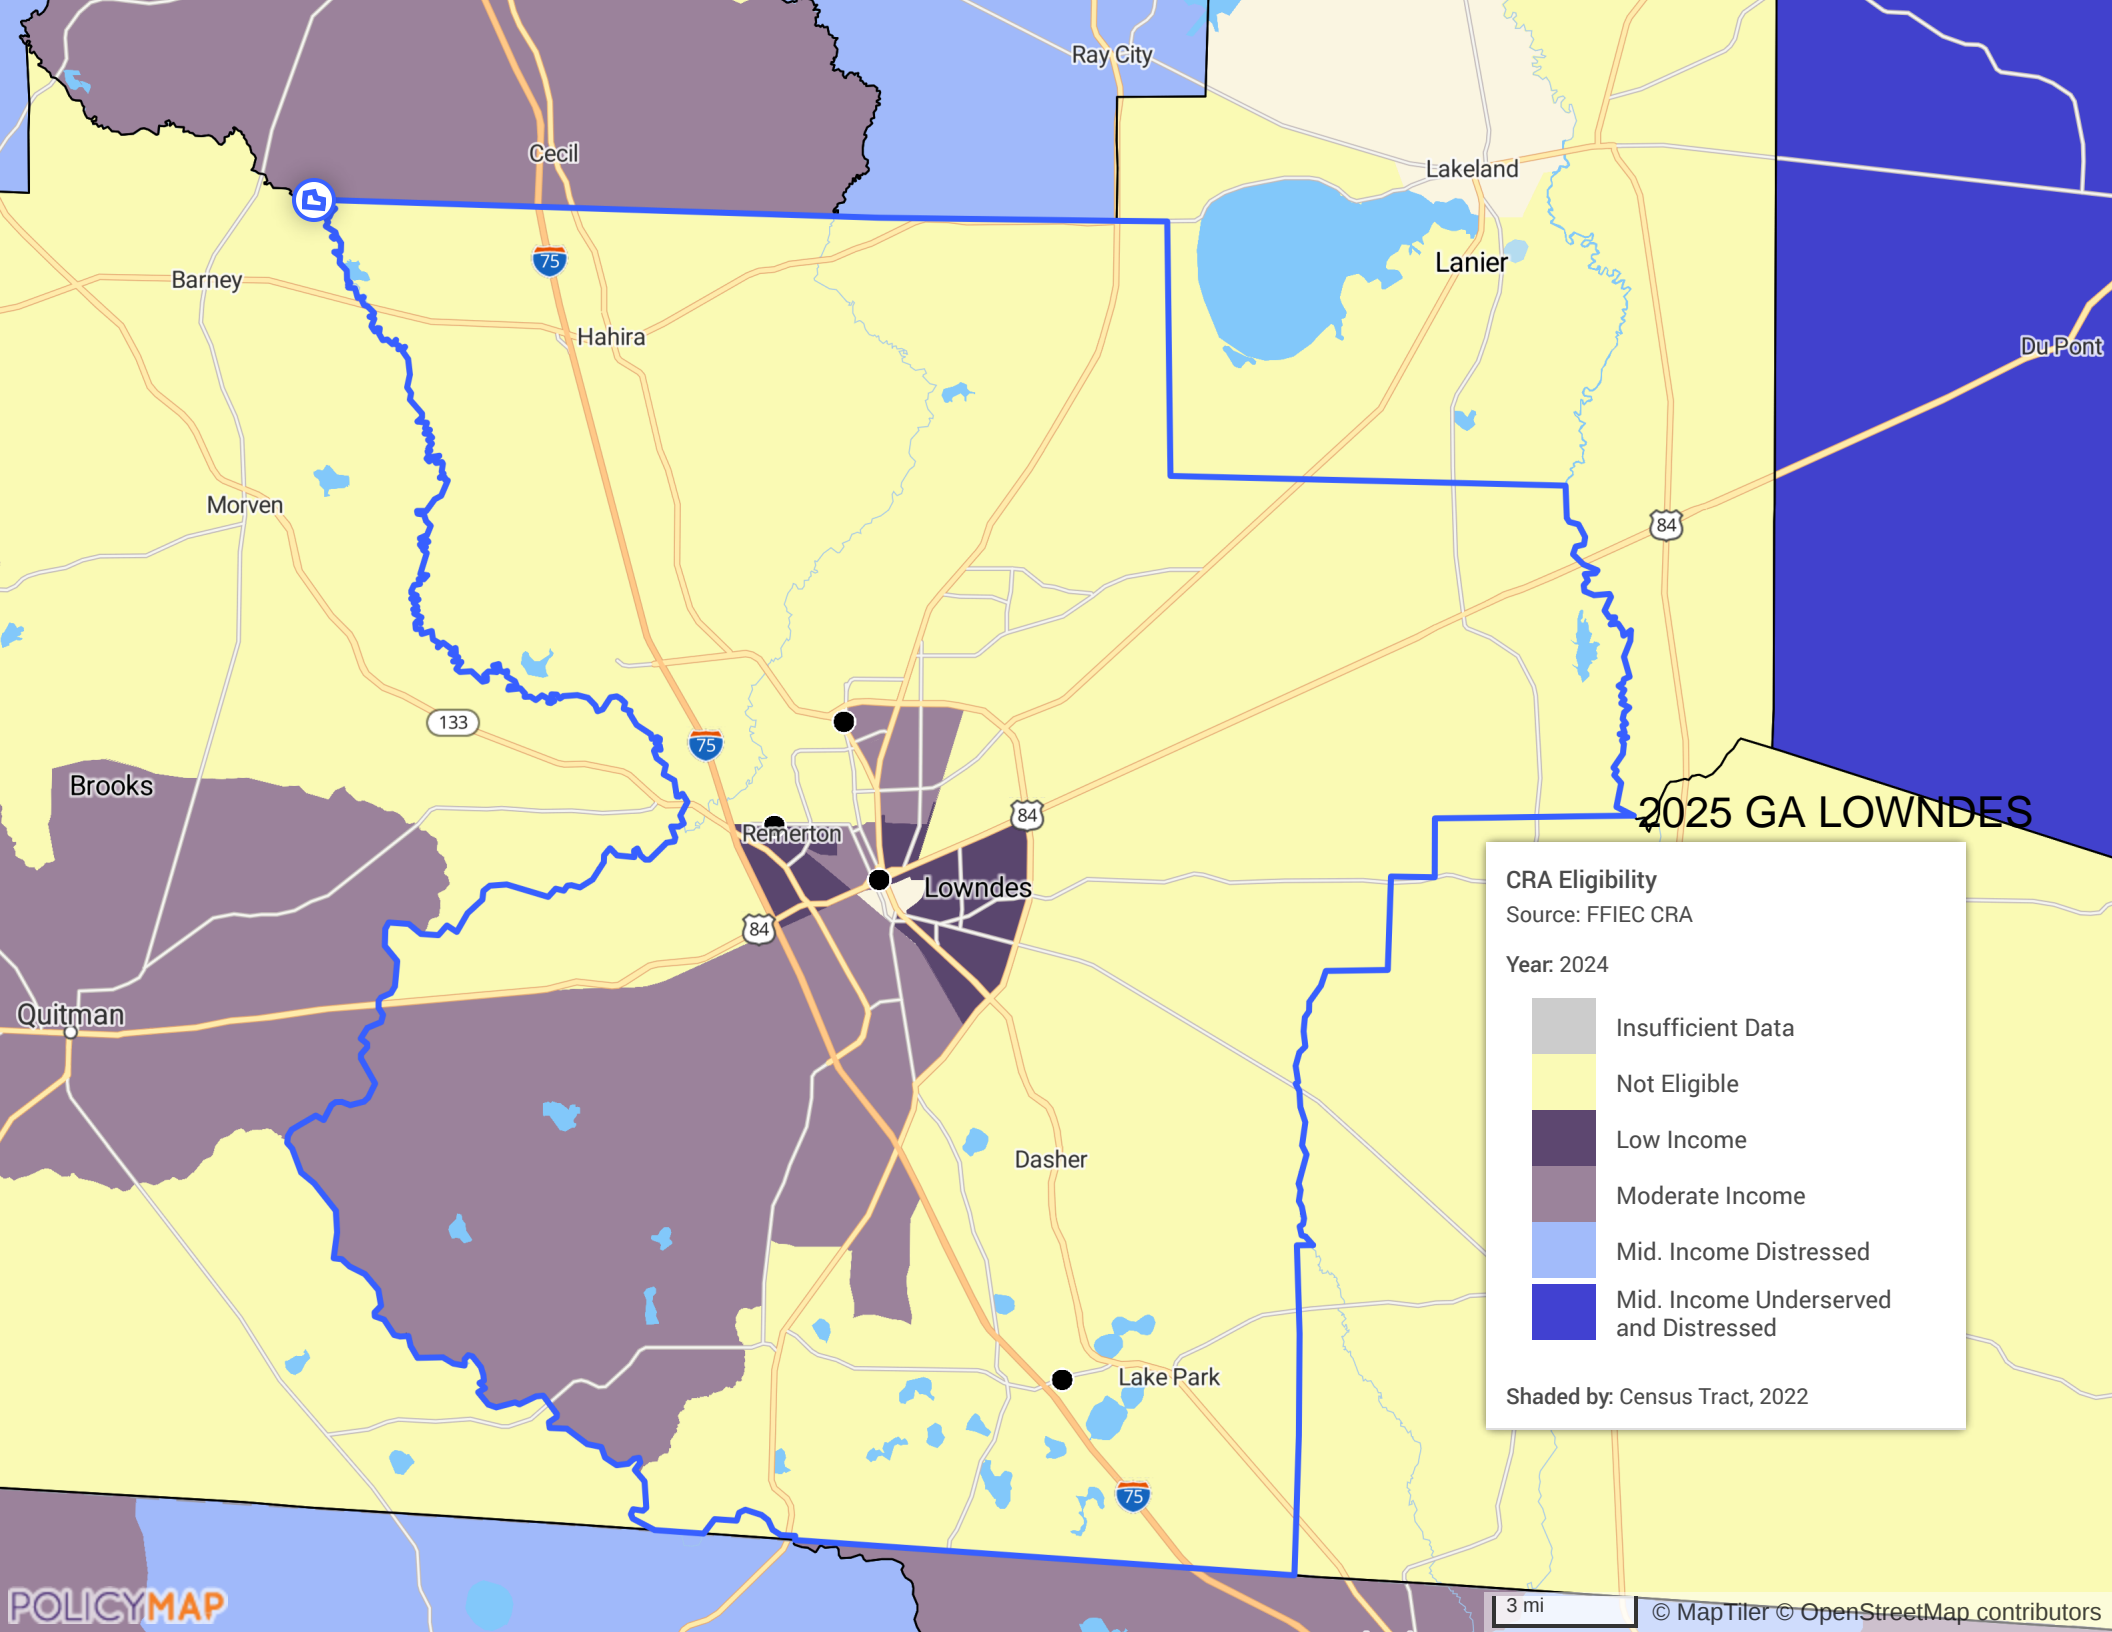 Ray City
Cecil
Lakeland
75
Lanier
Barney
Hahira
Du Pont
Morven
84
133
75
Brooks
2025 GA LOWNDES
84
Remerton
Lowndes
84
Quitman
Dasher
Lake Park
75
CRA Eligibility
Source: FFIEC CRA
Year: 2024
Insufficient Data
Not Eligible
Low Income
Moderate Income
Mid. Income Distressed
Mid. Income Underserved
and Distressed
Shaded by: Census Tract, 2022
POLICYMAP
3 mi
© MapTiler © OpenStreetMap contributors